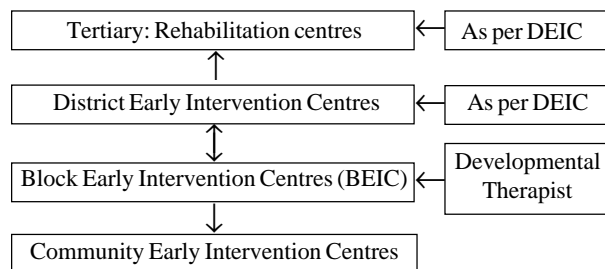 Tertiary: Rehabilitation centres
As per DEIC
District Early Intervention Centres
As per DEIC
Block Early Intervention Centres (BEIC)
Developmental
Therapist
Community Early Intervention Centres